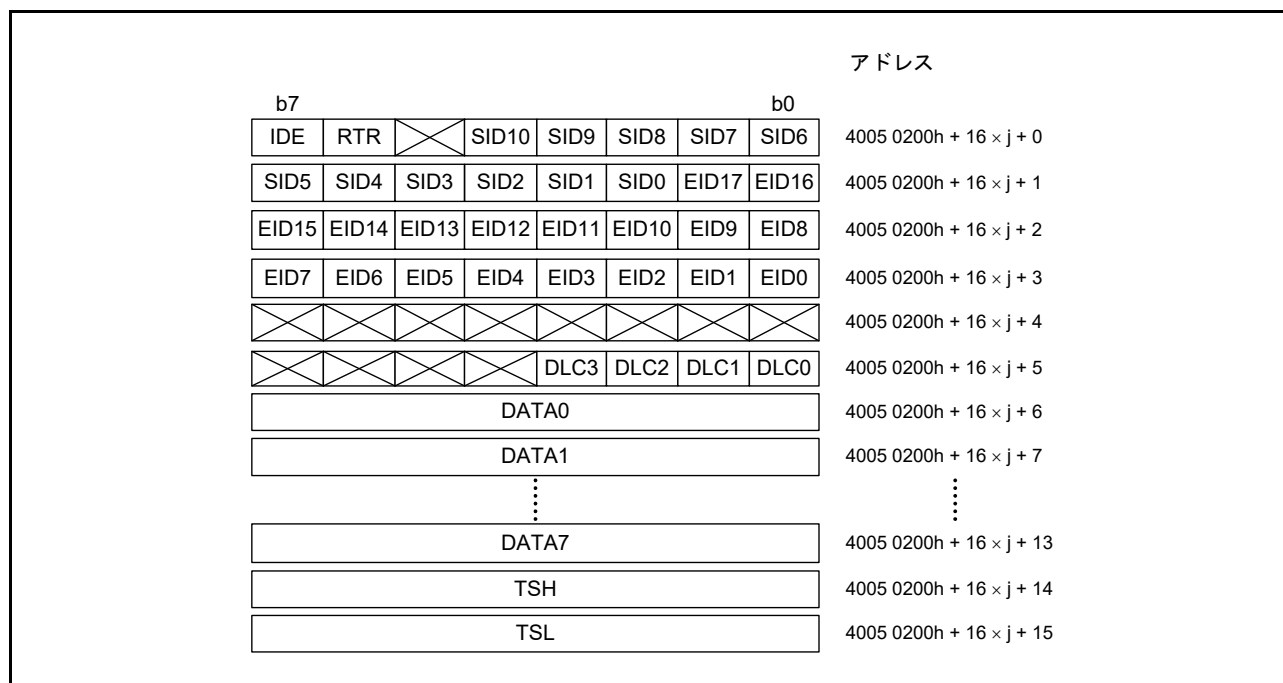 アドレス
b7 b0
IDE RTR SID10 SID9 SID8 SID7 SID6 4005 0200h + 16 × j + 0
SID5 SID4 SID3 SID2 SID1 SID0 EID17 EID16 4005 0200h + 16 × j + 1
EID15 EID14 EID13 EID12 EID11 EID10 EID9 EID8 4005 0200h + 16 × j + 2
EID7 EID6 EID5 EID4 EID3 EID2 EID1 EID0 4005 0200h + 16 × j + 3
4005 0200h + 16 × j + 4
DLC3 DLC2 DLC1 DLC0 4005 0200h + 16 × j + 5
DATA0 4005 0200h + 16 × j + 6
DATA1 4005 0200h + 16 × j + 7
DATA7 4005 0200h + 16 × j + 13
TSH 4005 0200h + 16 × j + 14
TSL 4005 0200h + 16 × j + 15